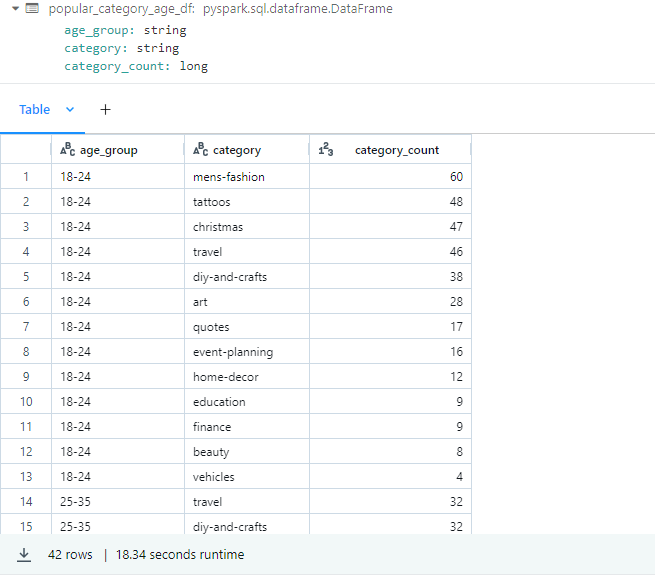 popular_category_age_df: pyspark.sql.dataframe.DataFrame
age_group: string
category: string
category_count: long
Table +
ABC age_group ABC category 123 category_count
1 18-24 mens-fashion 60
2 18-24 tattoos 48
3 18-24 christmas 47
4 18-24 travel 46
5 18-24 diy-and-crafts 38
6 18-24 art 28
7 18-24 quotes 17
8 18-24 event-planning 16
9 18-24 home-decor 12
10 18-24 education 9
11 18-24 finance 9
12 18-24 beauty 8
13 18-24 vehicles 4
14 25-35 travel 32
15 25-35 diy-and-crafts 32
42 rows | 18.34 seconds runtime